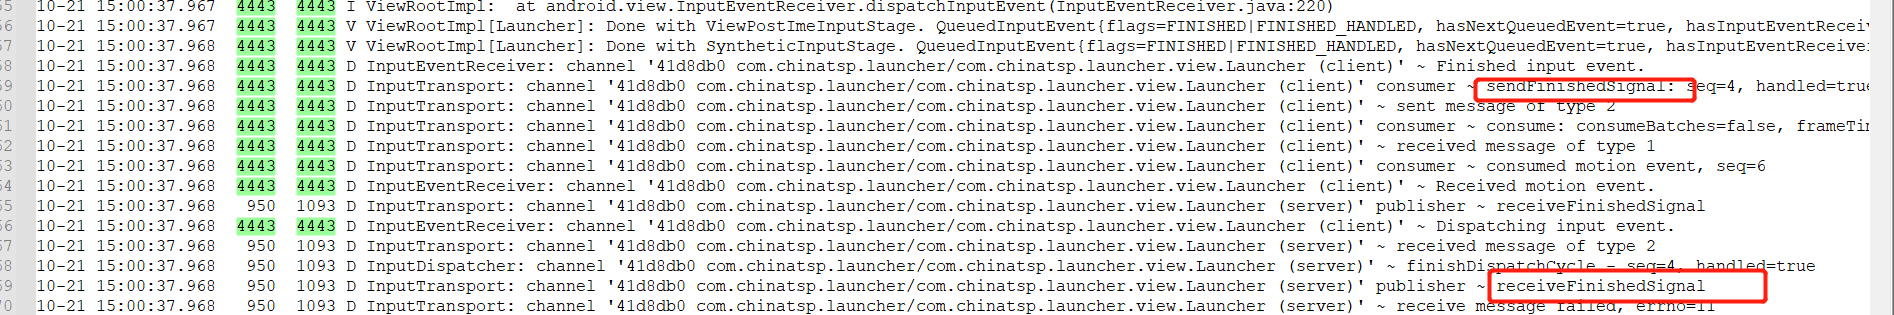 55 10-21 15:00:37.967 4443 4443 I ViewRootImpl: at android.view.InputEventReceiver.dispatchInputEvent(InputEventReceiver.java:220)
56 10-21 15:00:37.967 4443 4443 V ViewRootImpl[Launcher]: Done with ViewPostImeInputStage. QueuedInputEvent{flags=FINISHED|FINISHED_HANDLED, hasNextQueuedEvent=true, hasInputEventReceiv
57 10-21 15:00:37.968 4443 4443 V ViewRootImpl[Launcher]: Done with SyntheticInputStage. QueuedInputEvent{flags=FINISHED|FINISHED_HANDLED, hasNextQueuedEvent=true, hasInputEventReceiver
58 10-21 15:00:37.968 4443 4443 D InputEventReceiver: channel '41d8db0 com.chinatsp.launcher/com.chinatsp.launcher.view.Launcher (client)' ~ Finished input event.
59 10-21 15:00:37.968 4443 4443 D InputTransport: channel '41d8db0 com.chinatsp.launcher/com.chinatsp.launcher.view.Launcher (client)' consumer ~ sendFinishedSignal: seq=4, handled=true
50 10-21 15:00:37.968 4443 4443 D InputTransport: channel '41d8db0 com.chinatsp.launcher/com.chinatsp.launcher.view.Launcher (client)' ~ sent message of type 2
51 10-21 15:00:37.968 4443 4443 D InputTransport: channel '41d8db0 com.chinatsp.launcher/com.chinatsp.launcher.view.Launcher (client)' consumer ~ consume: consumeBatches=false, frameTim
52 10-21 15:00:37.968 4443 4443 D InputTransport: channel '41d8db0 com.chinatsp.launcher/com.chinatsp.launcher.view.Launcher (client)' ~ received message of type 1
53 10-21 15:00:37.968 4443 4443 D InputTransport: channel '41d8db0 com.chinatsp.launcher/com.chinatsp.launcher.view.Launcher (client)' consumer ~ consumed motion event, seq=6
54 10-21 15:00:37.968 4443 4443 D InputEventReceiver: channel '41d8db0 com.chinatsp.launcher/com.chinatsp.launcher.view.Launcher (client)' ~ Received motion event.
55 10-21 15:00:37.968 950 1093 D InputTransport: channel '41d8db0 com.chinatsp.launcher/com.chinatsp.launcher.view.Launcher (server)' publisher ~ receiveFinishedSignal
56 10-21 15:00:37.968 4443 4443 D InputEventReceiver: channel '41d8db0 com.chinatsp.launcher/com.chinatsp.launcher.view.Launcher (client)' ~ Dispatching input event.
57 10-21 15:00:37.968 950 1093 D InputTransport: channel '41d8db0 com.chinatsp.launcher/com.chinatsp.launcher.view.Launcher (server)' ~ received message of type 2
58 10-21 15:00:37.968 950 1093 D InputDispatcher: channel '41d8db0 com.chinatsp.launcher/com.chinatsp.launcher.view.Launcher (server)' ~ finishDispatchCycle - seq=4, handled=true
59 10-21 15:00:37.968 950 1093 D InputTransport: channel '41d8db0 com.chinatsp.launcher/com.chinatsp.launcher.view.Launcher (server)' publisher ~ receiveFinishedSignal
70 10-21 15:00:37.968 950 1093 D InputTransport: channel '41d8db0 com.chinatsp.launcher/com.chinatsp.launcher.view.Launcher (server)' ~ receive message failed, errno=11